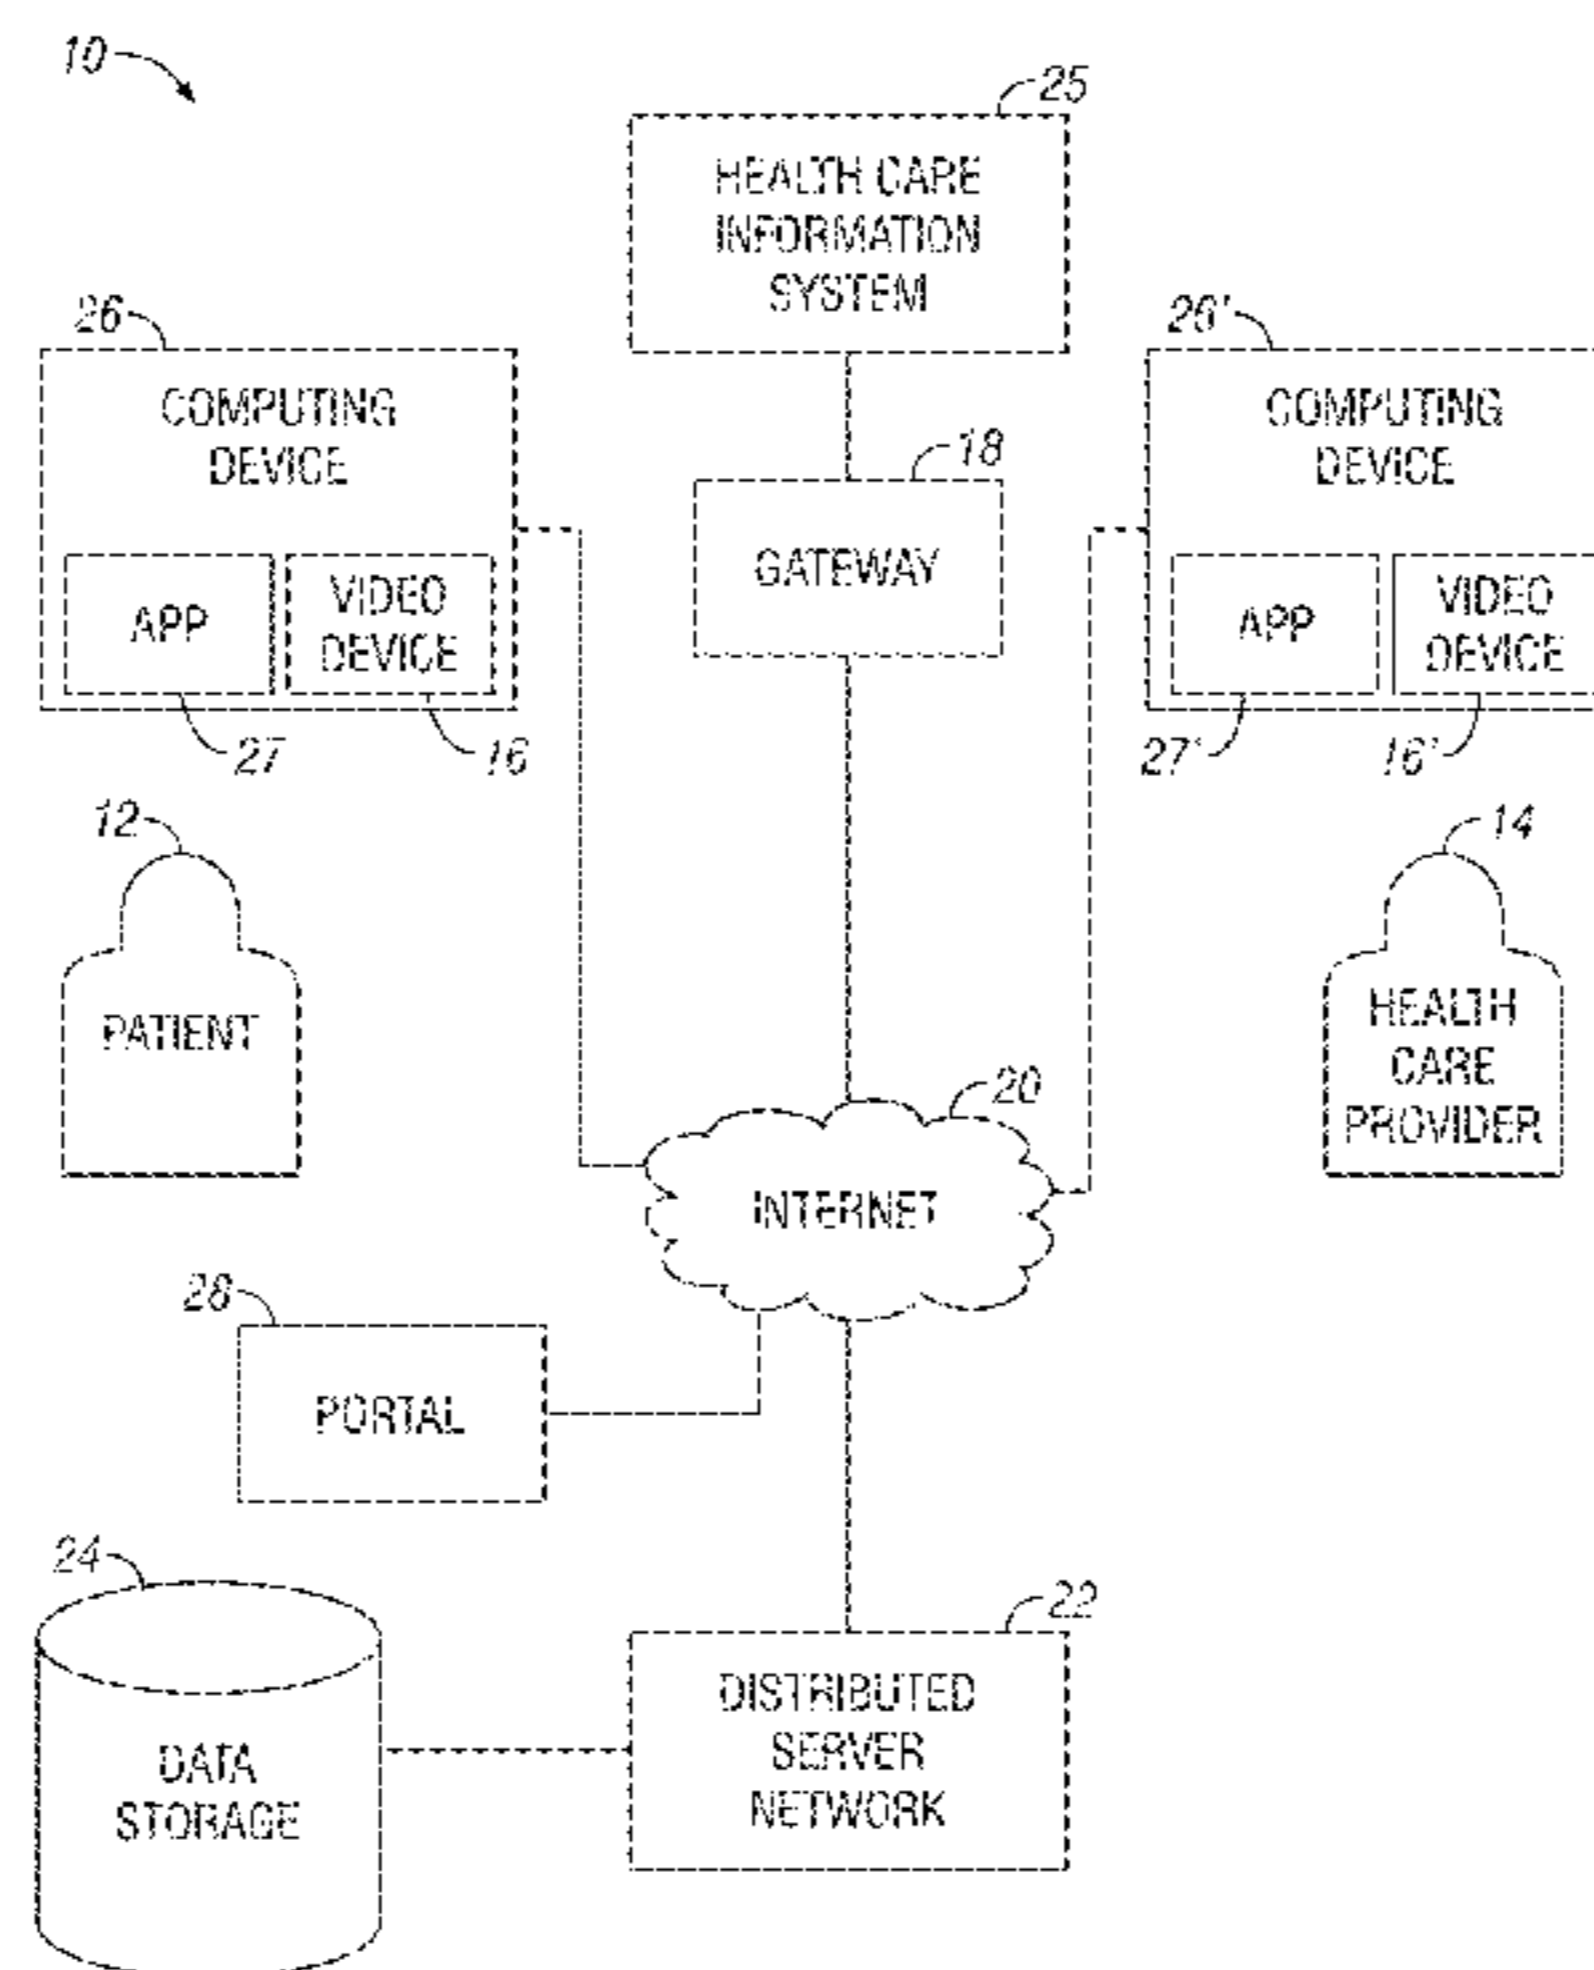 10
25
HEALTH CARE
INFORMATION
SYSTEM
26
COMPUTING
DEVICE
APP
VIDEO
DEVICE
27
16
18
GATEWAY
26'
COMPUTING
DEVICE
APP
VIDEO
DEVICE
27'
16'
12
PATIENT
14
HEALTH
CARE
PROVIDER
20
INTERNET
28
PORTAL
24
DATA
STORAGE
22
DISTRIBUTED
SERVER
NETWORK